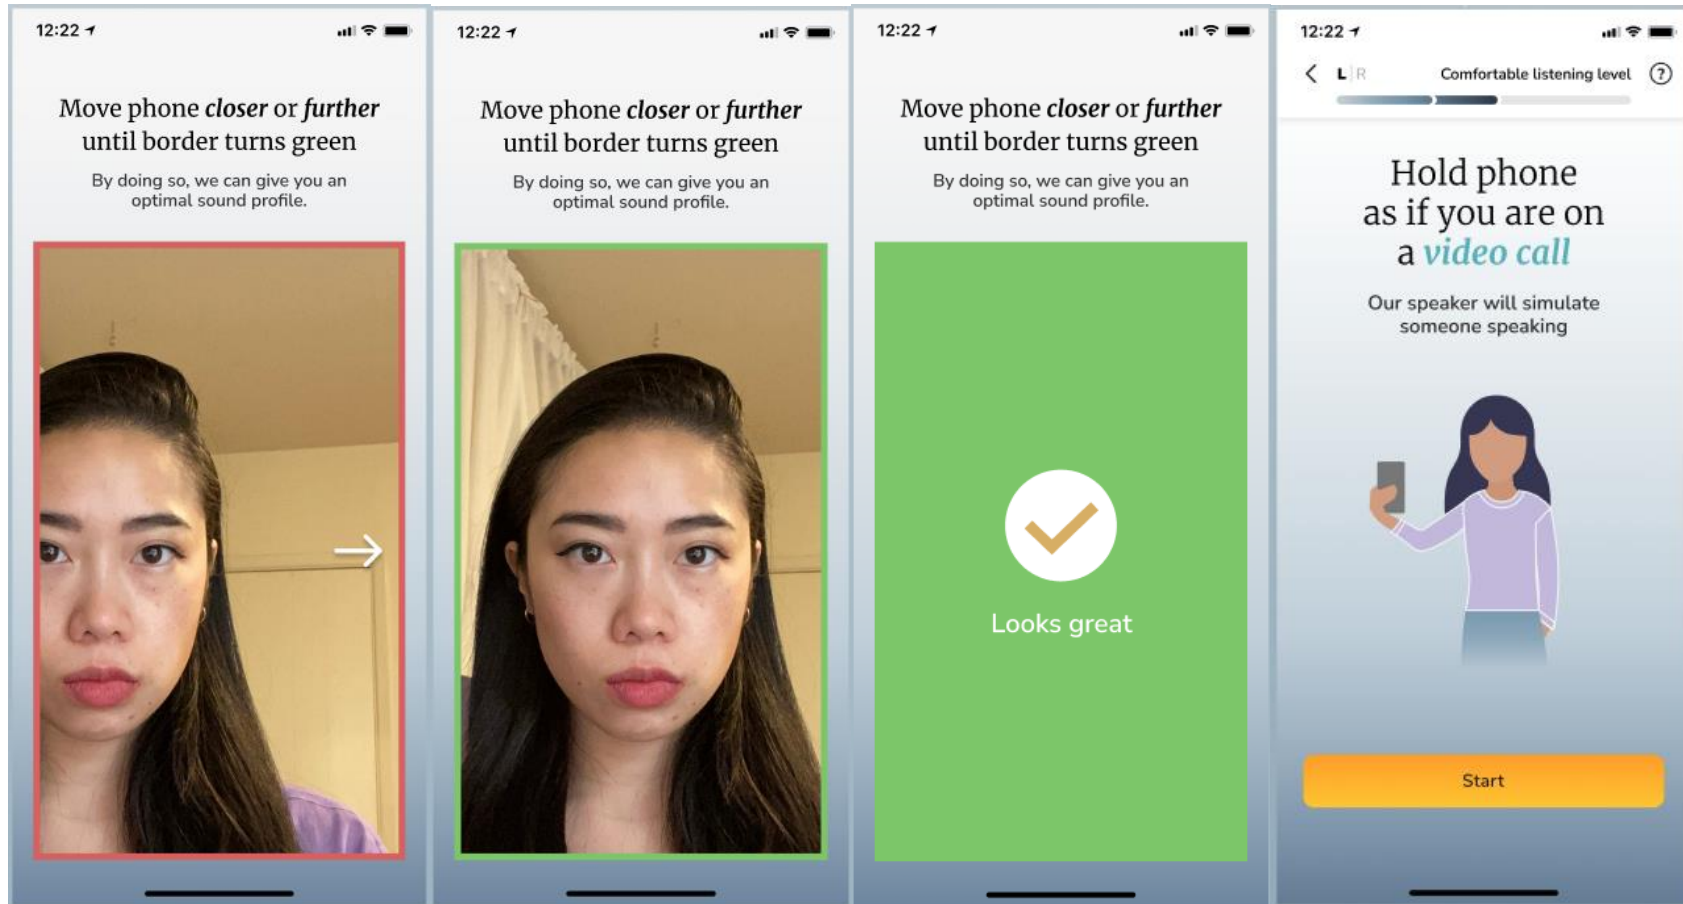 12:22
Move phone closer or further
until border turns green
By doing so, we can give you an
optimal sound profile.
12:22
Move phone closer or further
until border turns green
By doing so, we can give you an
optimal sound profile.
12:22
Move phone closer or further
until border turns green
By doing so, we can give you an
optimal sound profile.
Looks great
12:22
L R Comfortable listening level ?
Hold phone
as if you are on
a video call
Our speaker will simulate
someone speaking
Start